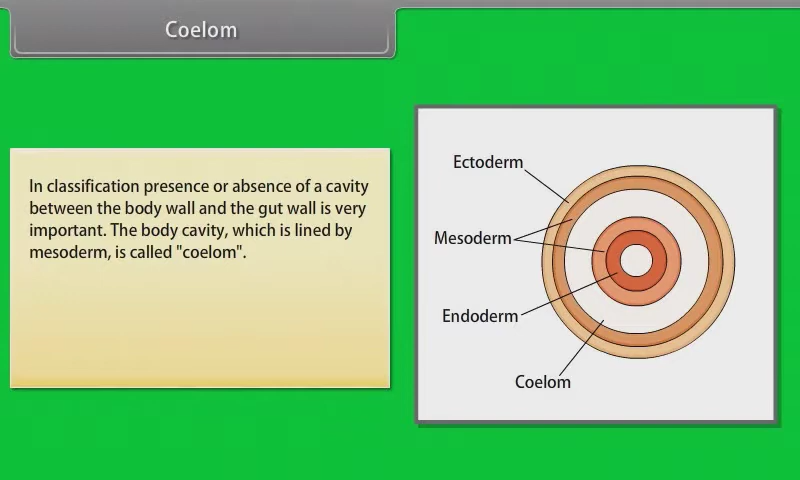 Coelom
In classification presence or absence of a cavity
between the body wall and the gut wall is very
important. The body cavity, which is lined by
mesoderm, is called "coelom".
Ectoderm
Mesoderm
Endoderm
Coelom